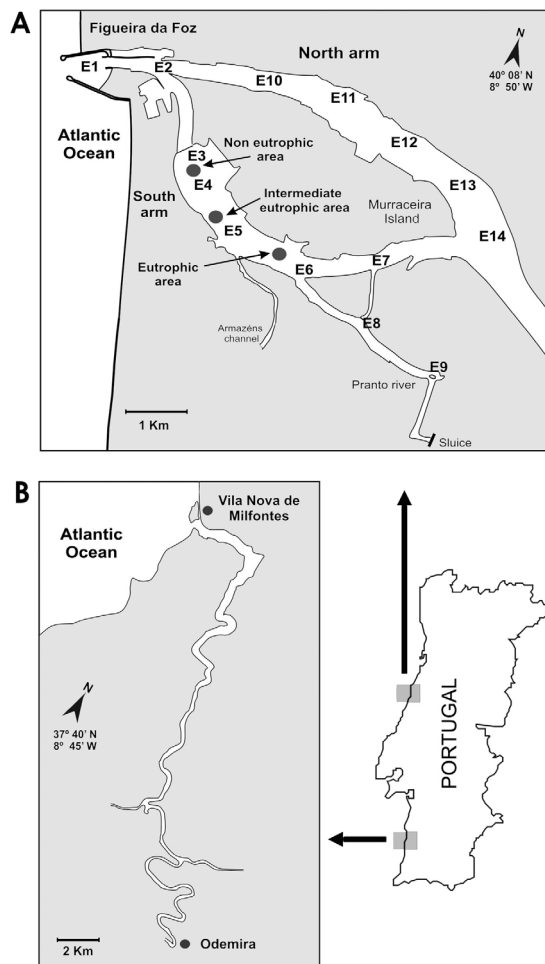 A
Figueira da Foz
North arm
N
40° 08’ N
8° 50’ W
E1
E2
E10
E11
E12
E13
E14
Atlantic
Ocean
E3
Non euthophic
area
E4
South
arm
Intermediate
eutrophic area
E5
Murraceira
Island
Eutrophic
area
E6
E7
E8
E9
Armazéns
channel
Pranto river
Sluice
1 Km
B
Vila Nova de
Milfontes
Atlantic
Ocean
N
37° 40’ N
8° 45’ W
Odemira
2 Km
PORTUGAL